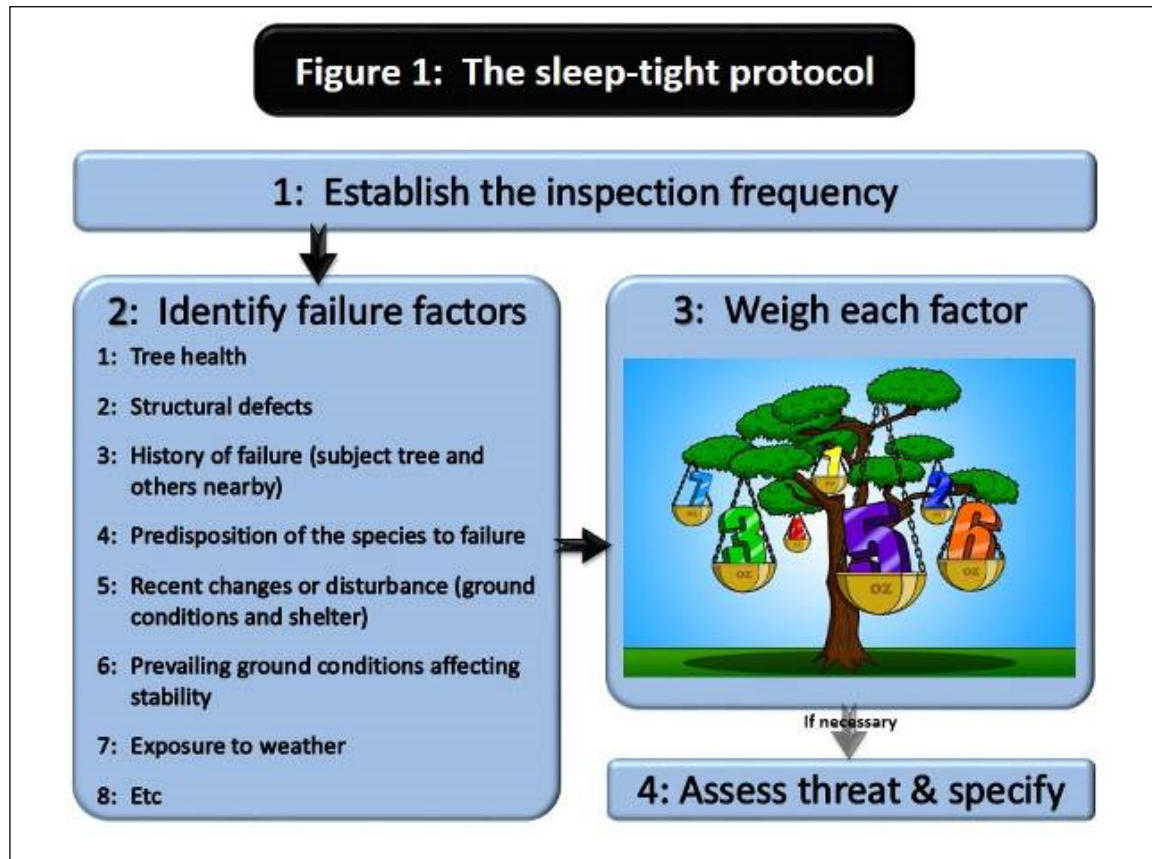 Figure 1: The sleep-tight protocol
1: Establish the inspection frequency
2: Identify failure factors
1: Tree health
2: Structural defects
3: History of failure (subject tree and
others nearby)
4: Predisposition of the species to failure
5: Recent changes or disturbance (ground
conditions and shelter)
6: Prevailing ground conditions affecting
stability
7: Exposure to weather
8: Etc
3: Weigh each factor
7
3
1
5
2
6
oz
oz
oz
If necessary
4: Assess threat & specify